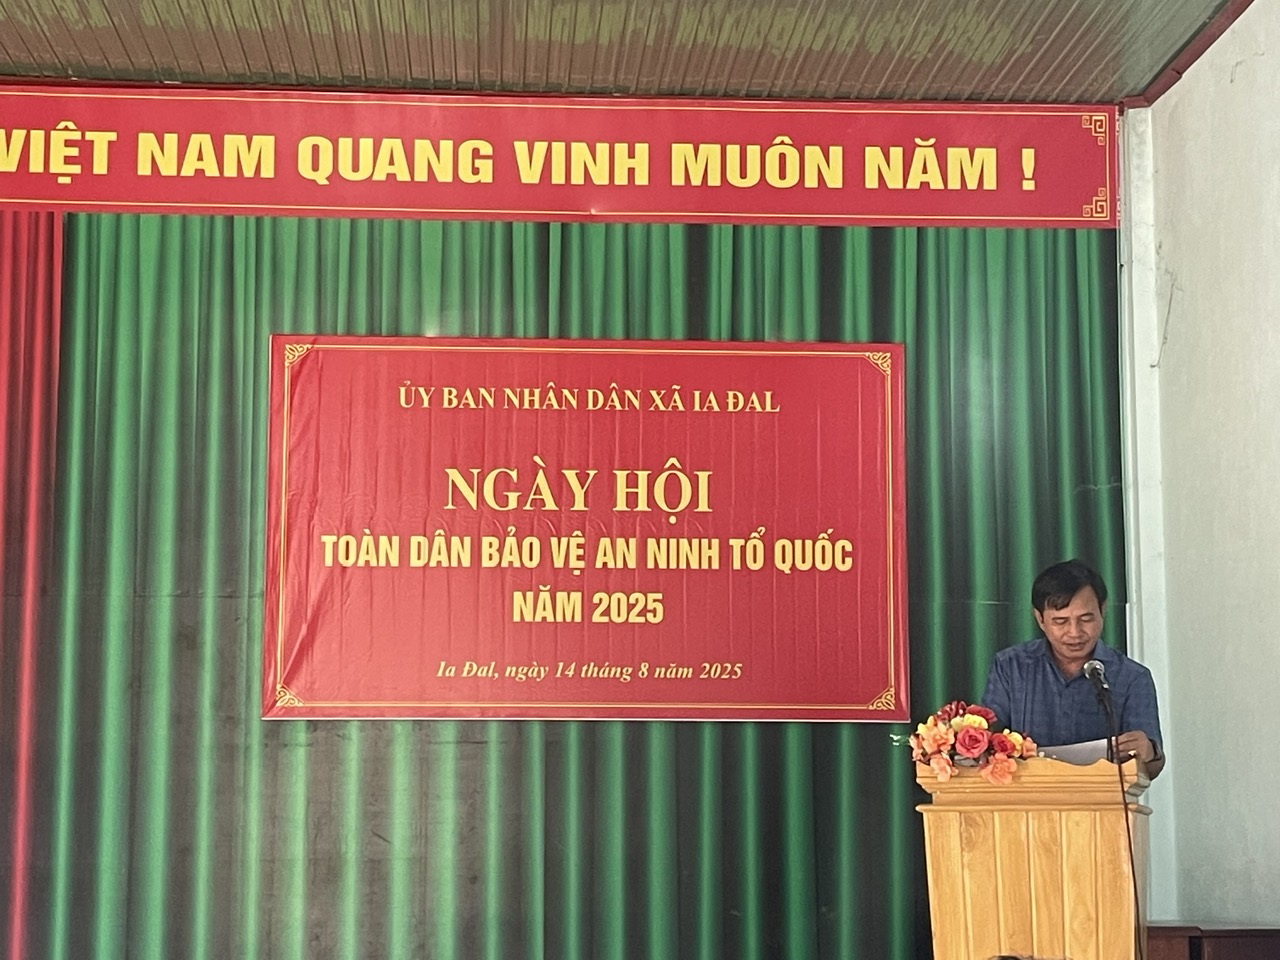 VIỆT NAM QUANG VINH MUÔN NĂM !
ỦY BAN NHÂN DÂN XÃ IA ĐAL
NGÀY HỘI
TOÀN DÂN BẢO VỆ AN NINH TỔ QUỐC
NĂM 2025
Ia Đal, ngày 14 tháng 8 năm 2025